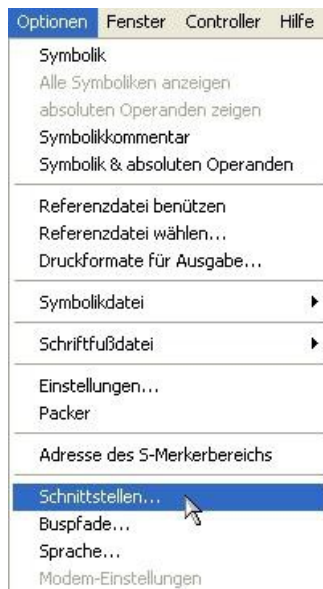 Optionen Fenster Controller Hilfe
Symbolik
Alle Symboliken anzeigen
absoluten Operanden zeigen
Symbolikkommentar
Symbolik & absoluten Operanden
Referenzdatei benützen
Referenzdatei wählen...
Druckformate für Ausgabe...
Symbolikdatei
Schriftfußdatei
Einstellungen...
Packer
Adresse des S-Merkerbereichs
Schnittstellen...
Buspfade...
Sprache...
Modem-Einstellungen